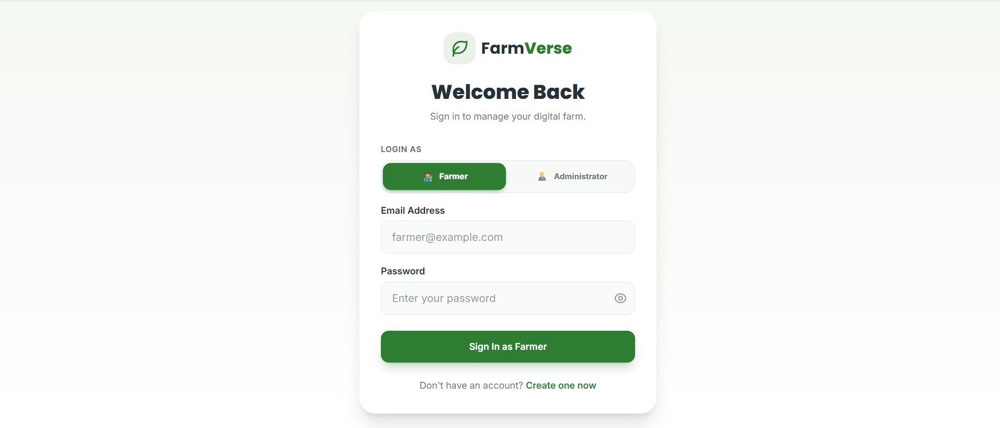 FarmVerse
Welcome Back
Sign in to manage your digital farm.
LOGIN AS
Farmer
Administrator
Email Address
farmer@example.com
Password
Enter your password
Sign In as Farmer
Don't have an account? Create one now